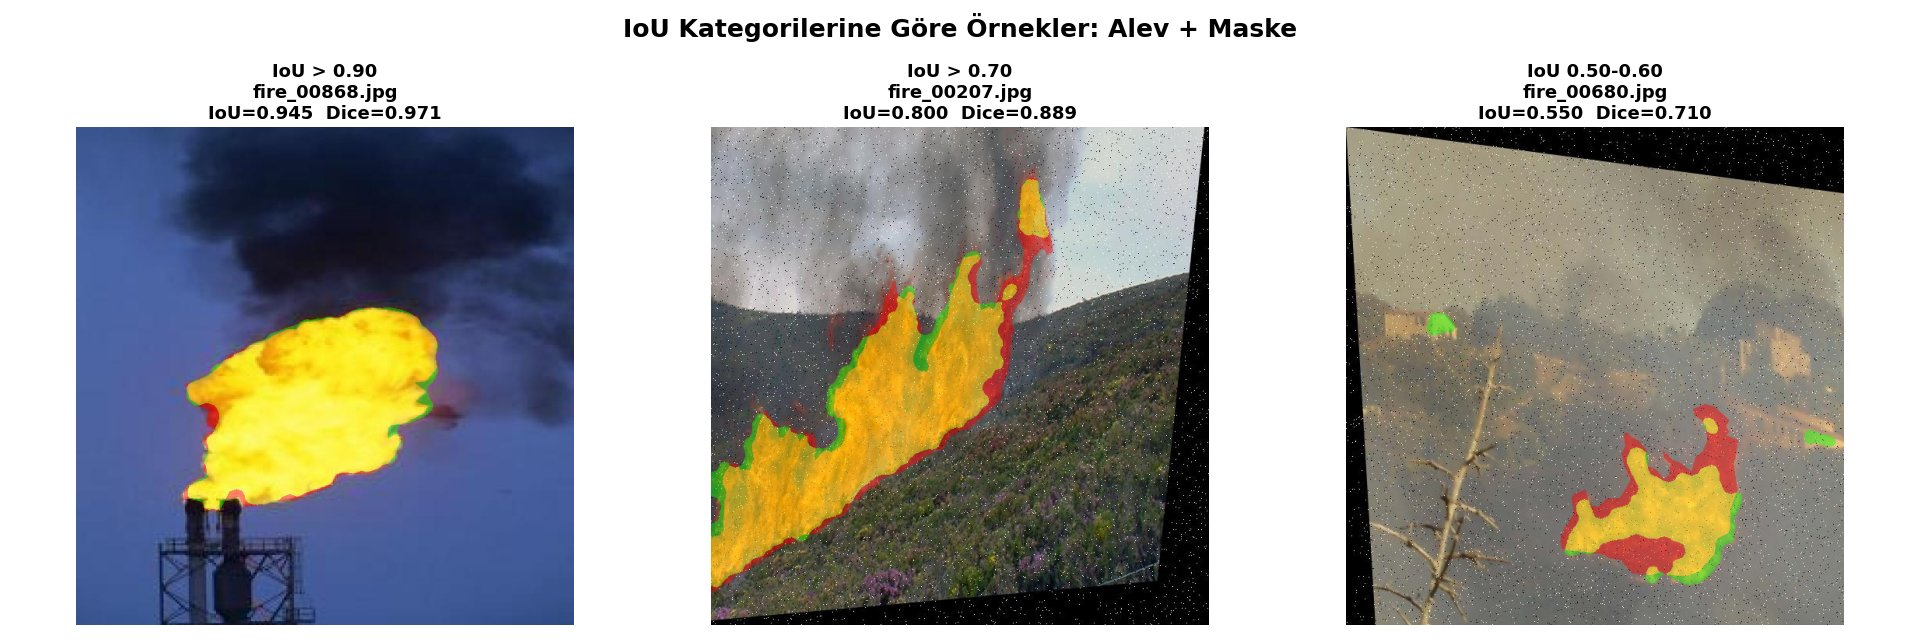 IoU Kategorilerine Göre Örnekler: Alev + Maske
IoU > 0.90
fire_00868.jpg
IoU=0.945  Dice=0.971
IoU > 0.70
fire_00207.jpg
IoU=0.800  Dice=0.889
IoU 0.50-0.60
fire_00680.jpg
IoU=0.550  Dice=0.710